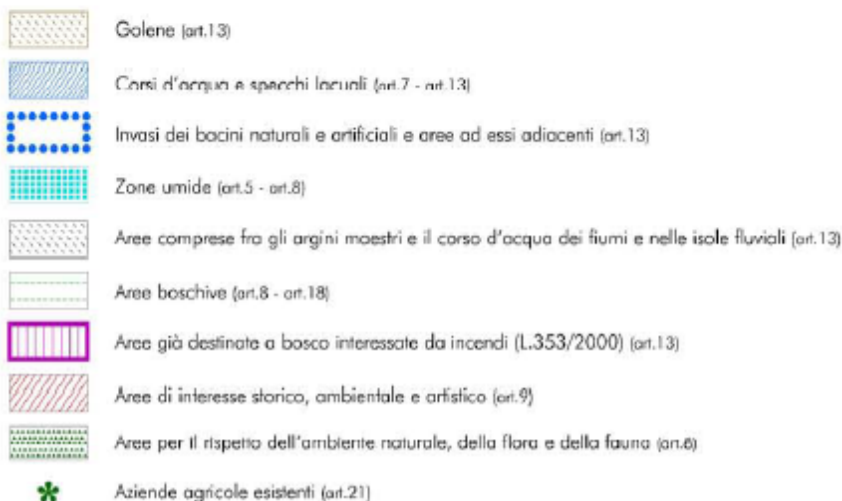 Golene (art.13)
Corsi d'acqua e specchi lacuali (art.7 - art.13)
Invasi dei bacini naturali e artificiali e aree ad essi adiacenti (art.13)
Zone umide (art.5 - art.8)
Aree comprese fra gli argini maestri e il corso d'acqua dei fiumi e nelle isole fluviali (art.13)
Aree boschive (art.8 - art.18)
Aree già destinate a bosco interessate da incendi (L.353/2000) (art.13)
Aree di interesse storico, ambientale e artistico (art.9)
Aree per il rispetto dell'ambiente naturale, della flora e della fauna (art.6)
Aziende agricole esistenti (art.21)